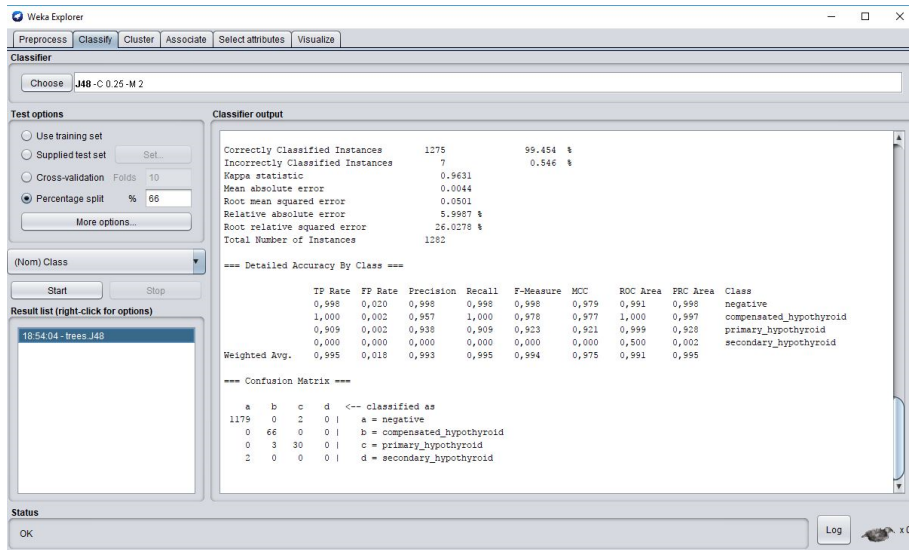 Weka Explorer
Preprocess Classify Cluster Associate Select attributes Visualize
Classifier
Choose J48 -C 0.25 -M 2
Test options
Use training set
Supplied test set Set...
Cross-validation Folds 10
Percentage split % 66
More options...
(Nom) Class
Start Stop
Result list (right-click for options)
18:54:04 - trees.J48
Classifier output
Correctly Classified Instances 1275 99.454 %
Incorrectly Classified Instances 7 0.546 %
Kappa statistic 0.9631
Mean absolute error 0.0044
Root mean squared error 0.0501
Relative absolute error 5.9987 %
Root relative squared error 26.0278 %
Total Number of Instances 1282
=== Detailed Accuracy By Class ===
TP Rate FP Rate Precision Recall F-Measure MCC ROC Area PRC Area Class
0,998 0,020 0,998 0,998 0,998 0,979 0,991 0,998 negative
1,000 0,002 0,957 1,000 0,978 0,977 1,000 0,997 compensated_hypothyroid
0,909 0,002 0,938 0,909 0,923 0,921 0,999 0,928 primary_hypothyroid
0,000 0,000 0,000 0,000 0,000 0,000 0,500 0,002 secondary_hypothyroid
Weighted Avg. 0,995 0,018 0,993 0,995 0,994 0,975 0,991 0,995
=== Confusion Matrix ===
a b c d <-- classified as
1179 0 2 0 | a = negative
0 66 0 0 | b = compensated_hypothyroid
0 3 30 0 | c = primary_hypothyroid
2 0 0 0 | d = secondary_hypothyroid
Status
OK
Log x 0